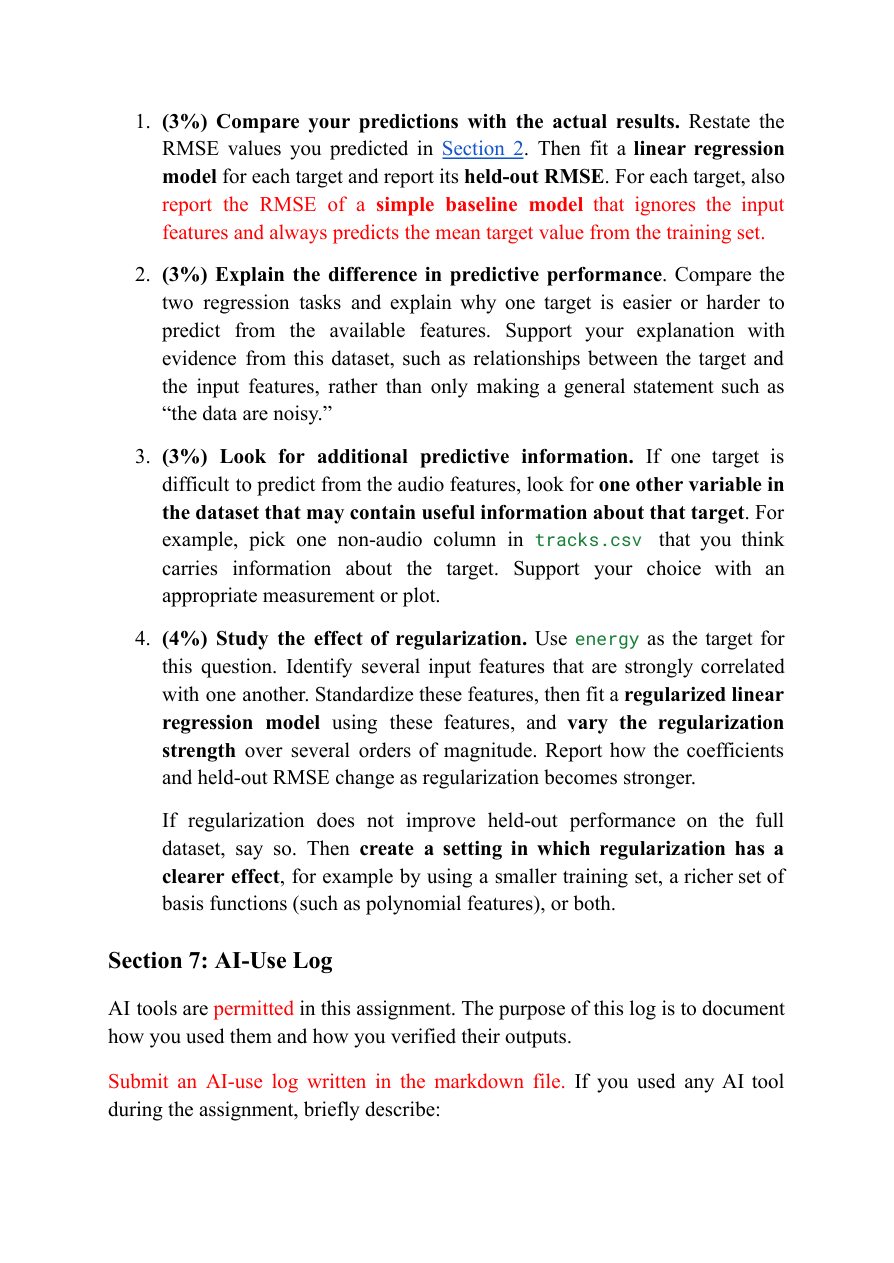 1. (3%) Compare your predictions with the actual results. Restate the
RMSE values you predicted in Section 2. Then fit a linear regression
model for each target and report its held-out RMSE. For each target, also
report the RMSE of a simple baseline model that ignores the input
features and always predicts the mean target value from the training set.
2. (3%) Explain the difference in predictive performance. Compare the
two regression tasks and explain why one target is easier or harder to
predict from the available features. Support your explanation with
evidence from this dataset, such as relationships between the target and
the input features, rather than only making a general statement such as
“the data are noisy.”
3. (3%) Look for additional predictive information. If one target is
difficult to predict from the audio features, look for one other variable in
the dataset that may contain useful information about that target. For
example, pick one non-audio column in tracks.csv that you think
carries information about the target. Support your choice with an
appropriate measurement or plot.
4. (4%) Study the effect of regularization. Use energy as the target for
this question. Identify several input features that are strongly correlated
with one another. Standardize these features, then fit a regularized linear
regression model using these features, and vary the regularization
strength over several orders of magnitude. Report how the coefficients
and held-out RMSE change as regularization becomes stronger.
If regularization does not improve held-out performance on the full
dataset, say so. Then create a setting in which regularization has a
clearer effect, for example by using a smaller training set, a richer set of
basis functions (such as polynomial features), or both.
Section 7: AI-Use Log
AI tools are permitted in this assignment. The purpose of this log is to document
how you used them and how you verified their outputs.
Submit an AI-use log written in the markdown file. If you used any AI tool
during the assignment, briefly describe: